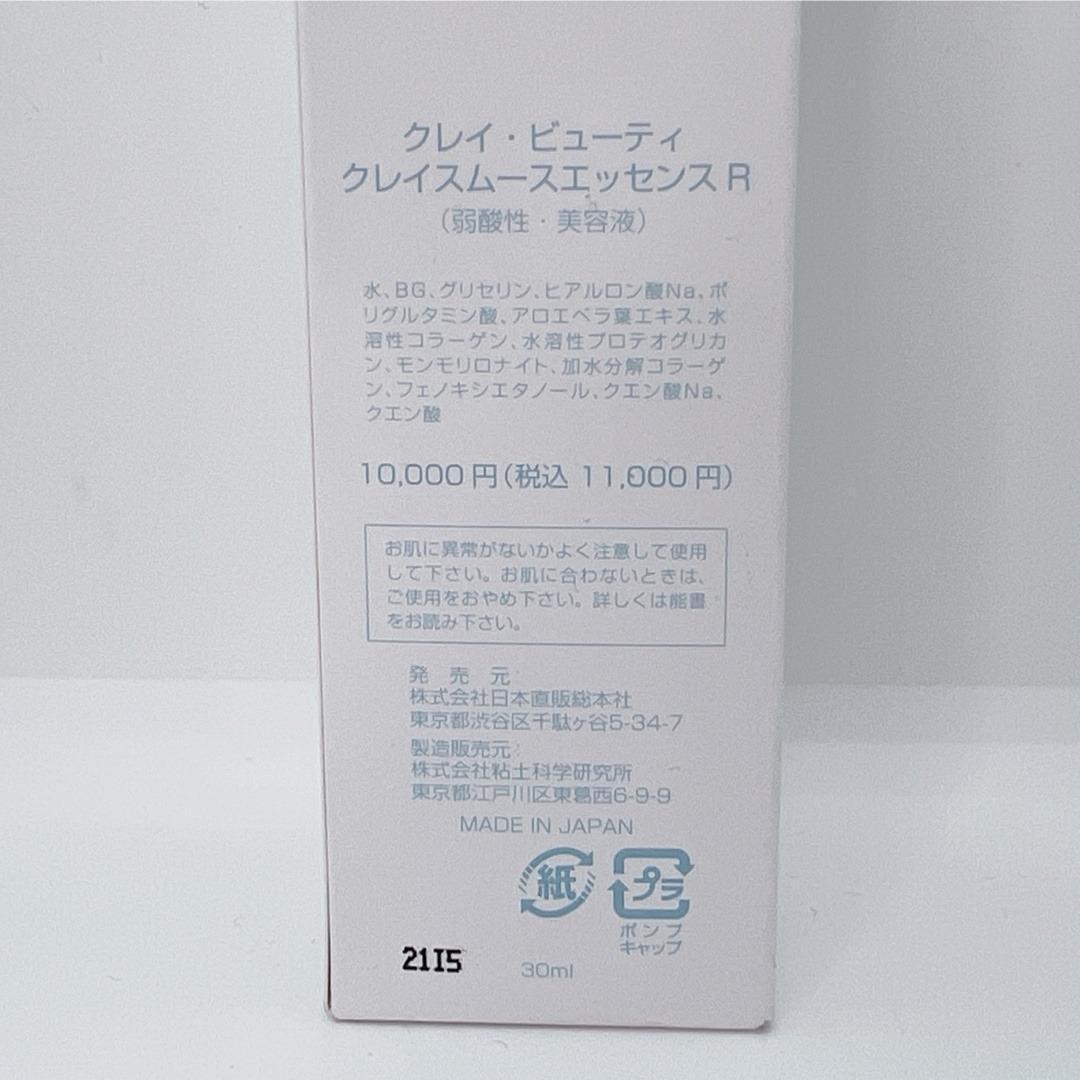 クレイ・ビューティ
クレイスムースエッセンス R
（弱酸性・美容液）
水、BG、グリセリン、ヒアルロン酸Na、ポ
リグルタミン酸、アロエベラ葉エキス、水
溶性コラーゲン、水溶性プロテオグリカ
ン、モンモリロナイト、加水分解コラーゲ
ン、フェノキシエタノール、クエン酸Na、
クエン酸
10,000 円（税込 11,000 円）
お肌に異常がないかよく注意して使用
して下さい。お肌に合わないときは、
ご使用をおやめ下さい。詳しくは能書
をお読み下さい。
発 売 元
株式会社日本直販総本社
東京都渋谷区千駄ヶ谷5-34-7
製造販売元
株式会社粘土科学研究所
東京都江戸川区東葛西6-9-9
MADE IN JAPAN
紙 プラ
ポンプ
キャップ
21I5 30ml